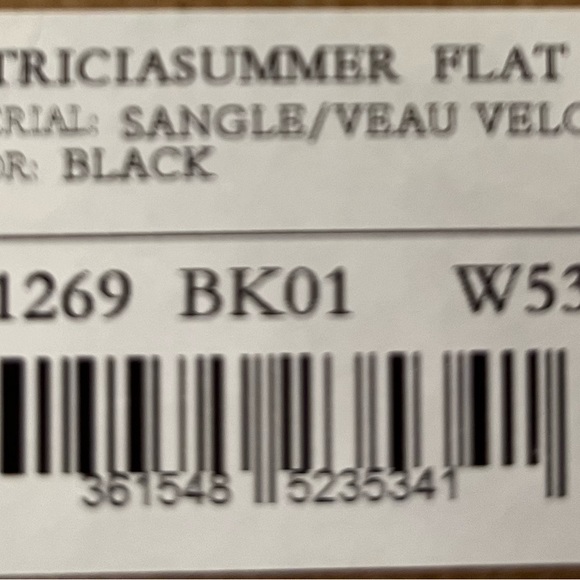 TRICIASUMMER FLAT
ERIAL: SANGLE/VEAU VELO
OR: BLACK
1269 BK01 W53
361548 5235341